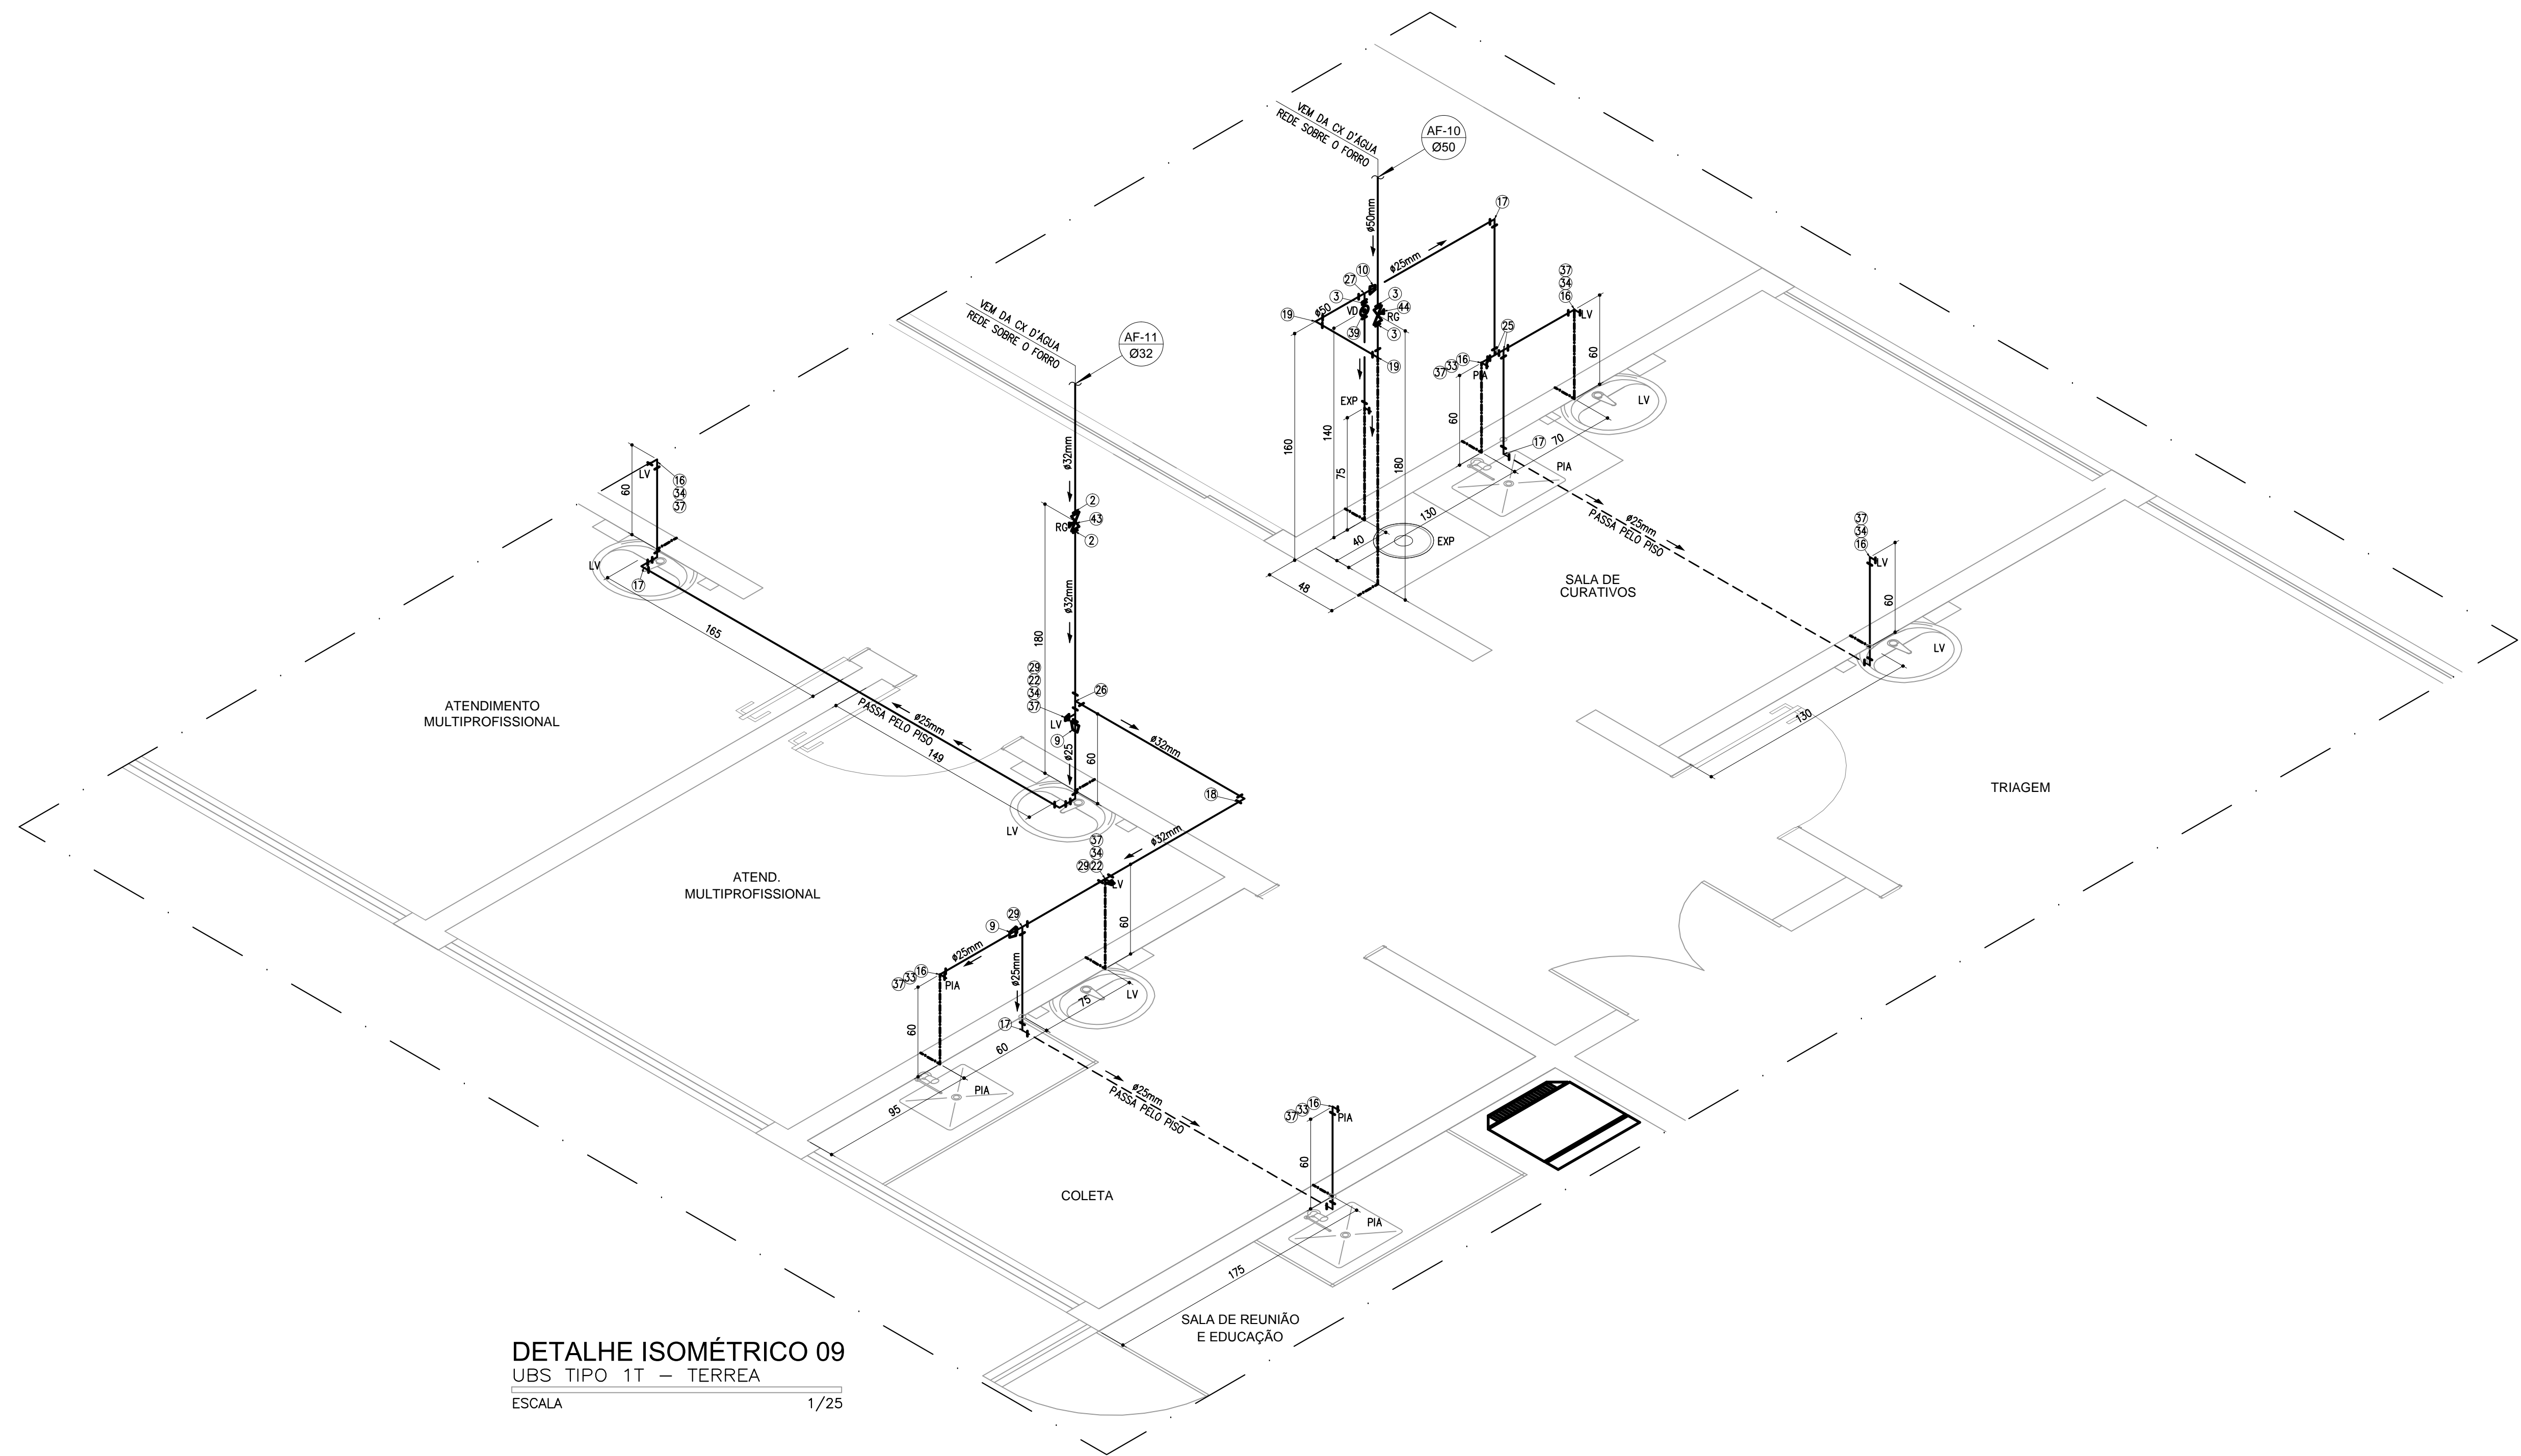 VEM DA CX D'ÁGUA
REDE SOBRE O FORRO
AF-10
Ø50
ø50mm
17
ø25mm
10
27
3
3
44
VD
RG
ø50
19
39
3
19
EXP
160
140
75
180
40
48
130
EXP
37
34
16
LV
60
25
37 33 16
PIA
60
17
70
LV
PIA
ø25mm
PASSA PELO PISO
SALA DE
CURATIVOS
37
34
16
LV
60
LV
130
TRIAGEM
VEM DA CX D'ÁGUA
REDE SOBRE O FORRO
AF-11
Ø32
ø32mm
2
43
RG
2
ø32mm
180
29
22
34
37
26
LV
9
ø25
60
ø32mm
18
ø32mm
LV
60
16
34
37
LV
17
165
ø25mm
PASSA PELO PISO
149
LV
ATENDIMENTO
MULTIPROFISSIONAL
ATEND.
MULTIPROFISSIONAL
37
34
29 22
LV
60
29
9
ø25mm
37 33 16
PIA
60
ø25mm
17
75
LV
60
95
PIA
ø25mm
PASSA PELO PISO
COLETA
37 33 16
PIA
60
PIA
175
SALA DE REUNIÃO
E EDUCAÇÃO
DETALHE ISOMÉTRICO 09
UBS TIPO 1T – TERREA
ESCALA 1/25